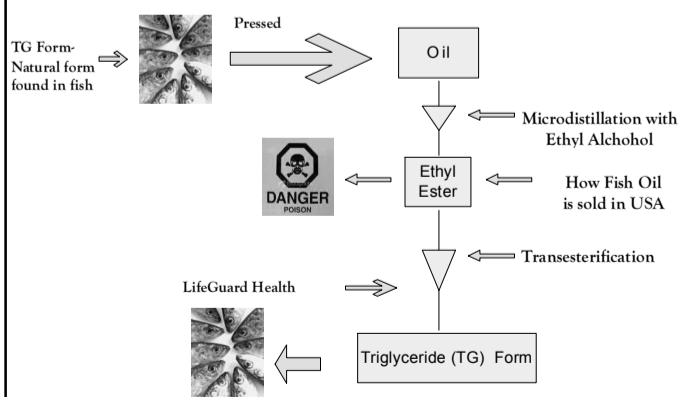 Pressed
TG Form-
Natural form
found in fish
Oil
Microdistillation with
Ethyl Alchohol
Ethyl
Ester
DANGER
POISON
How Fish Oil
is sold in USA
Transesterification
LifeGuard Health
Triglyceride (TG) Form